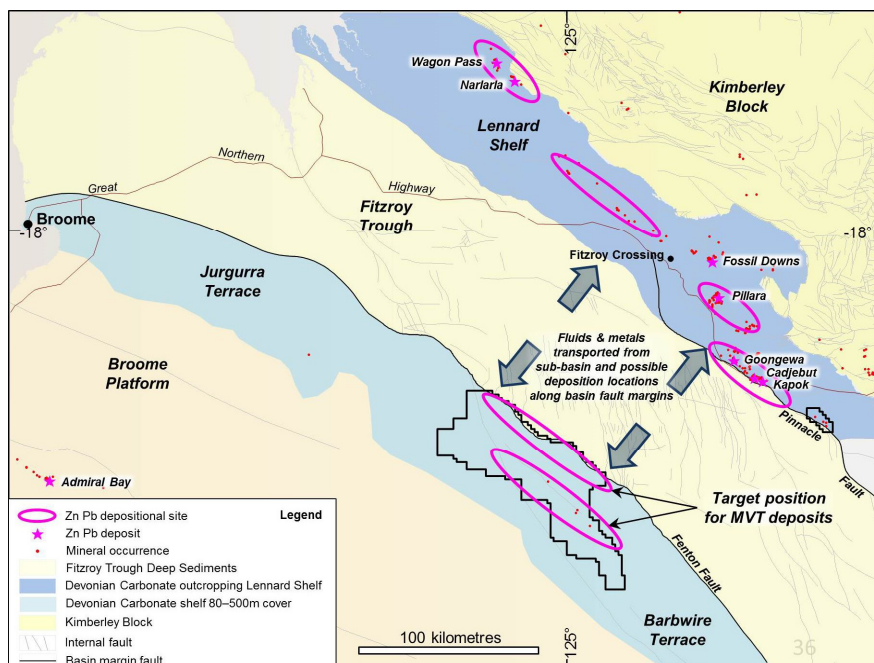 125°
Wagon Pass
Narlarla
Kimberley
Block
Lennard
Shelf
Northern
Great
Highway
Broome
-18°
-18°
Fitzroy
Trough
Fitzroy Crossing
Fossil Downs
Jurgurra
Terrace
Pillara
Fluids & metals
transported from
sub-basin and possible
deposition locations
along basin fault margins
Goongewa
Cadjebut
Kapok
Broome
Platform
Pinnacle
Fault
Admiral Bay
Target position
for MVT deposits
Fenton Fault
Barbwire
Terrace
Legend
Zn Pb depositional site
Zn Pb deposit
Mineral occurrence
Fitzroy Trough Deep Sediments
Devonian Carbonate outcropping Lennard Shelf
Devonian Carbonate shelf 80–500m cover
Kimberley Block
Internal fault
Basin margin fault
100 kilometres
125°
36